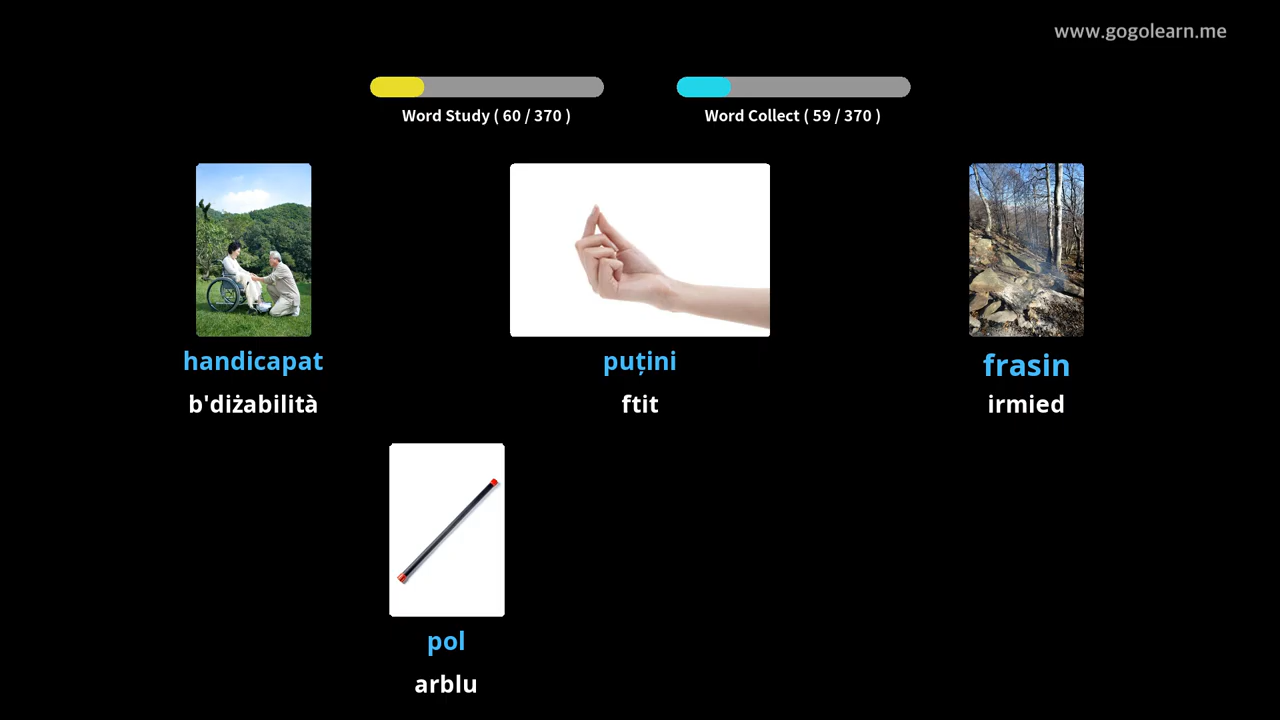 www.gogolearn.me
Word Study ( 60 / 370 )
Word Collect ( 59 / 370 )
handicapat
b'diżabilità
puțini
ftit
frasin
irmied
pol
arblu